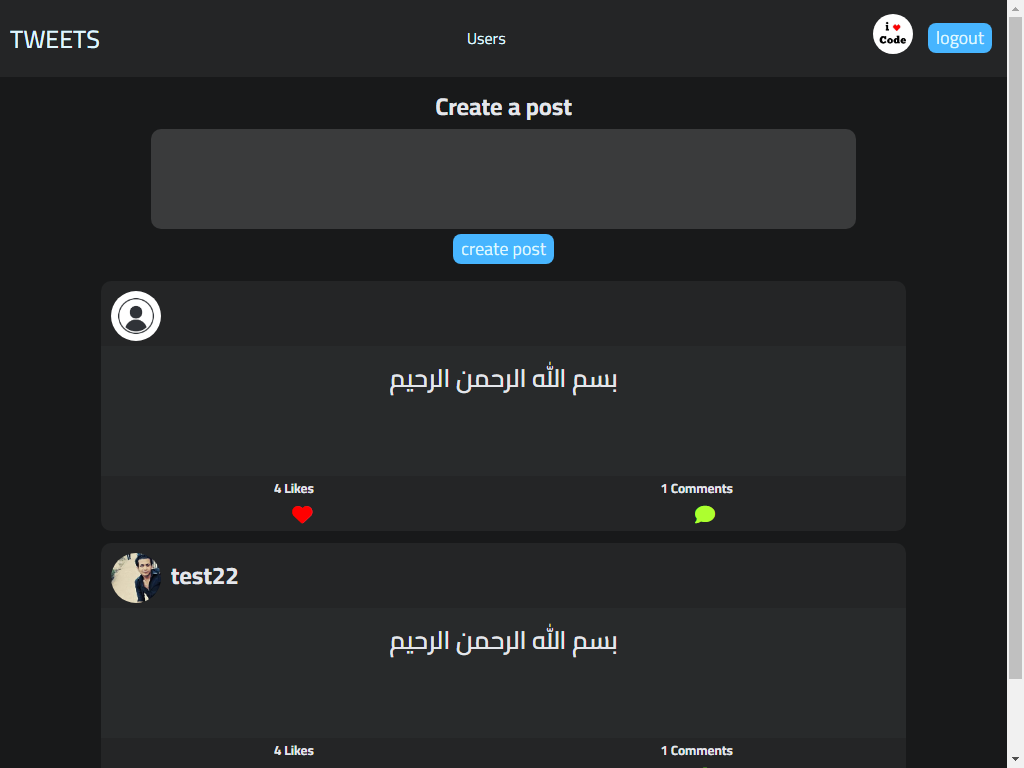 TWEETS
Users
i
Code
logout
Create a post
create post
بسم الله الرحمن الرحيم
4 Likes
1 Comments
test22
بسم الله الرحمن الرحيم
4 Likes
1 Comments